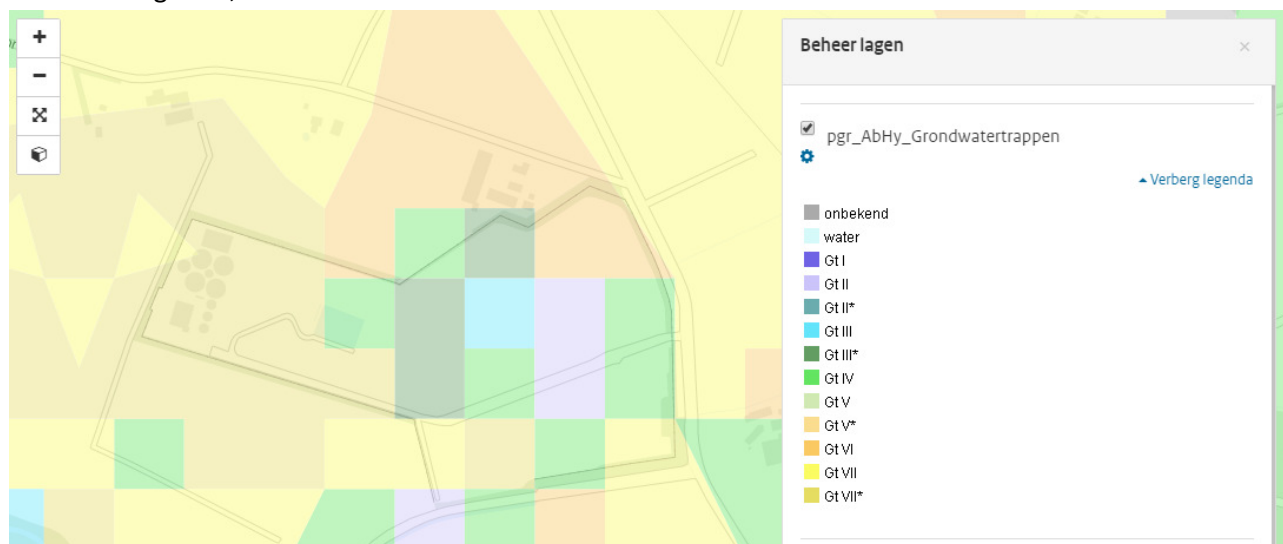 +
Beheer lagen
×
−
pgr_AbHy_Grondwatertrappen
Verberg legenda
onbekend
water
Gt I
Gt II
Gt II*
Gt III
Gt III*
Gt IV
Gt V
Gt V*
Gt VI
Gt VII
Gt VII*